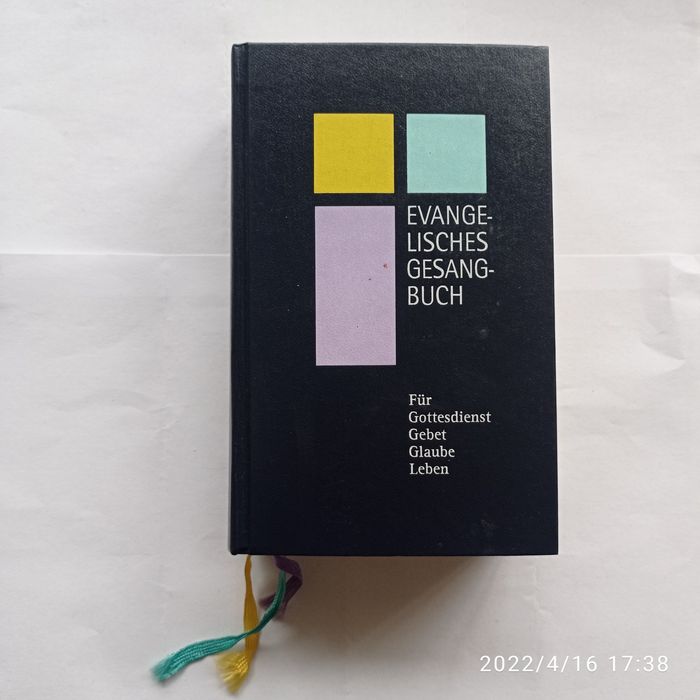 EVANGE-
LISCHES
GESANG-
BUCH
Für
Gottesdienst
Gebet
Glaube
Leben
2022/4/16 17:38